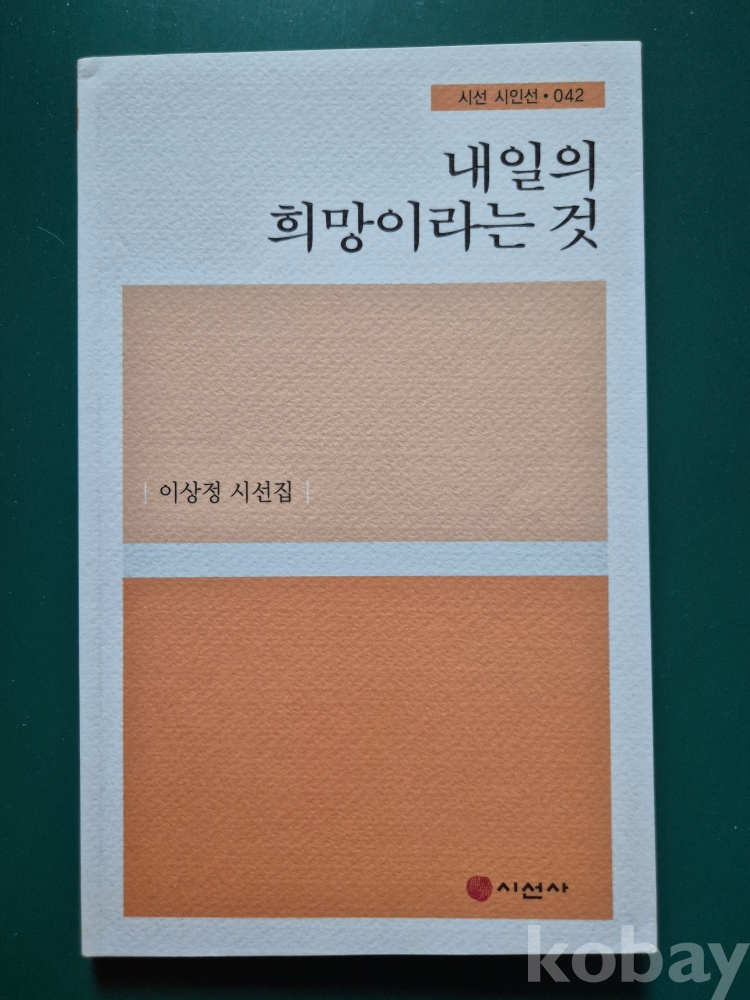 시선 시인선 • 042
내일의
희망이라는 것
이상정 시선집
시선사
kobay